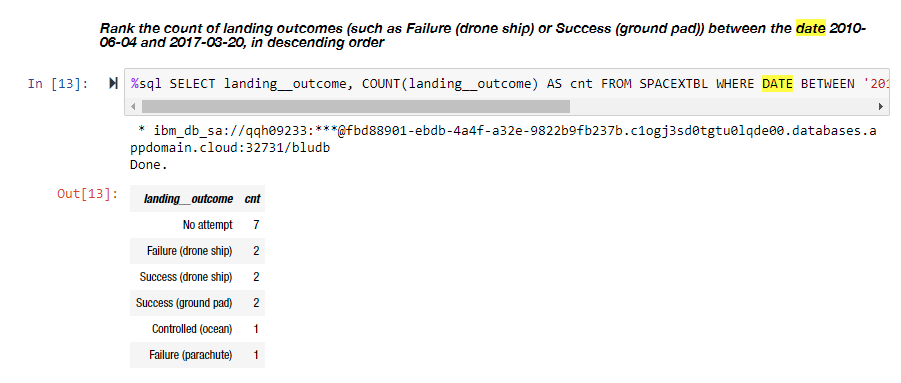 Rank the count of landing outcomes (such as Failure (drone ship) or Success (ground pad)) between the date 2010-
06-04 and 2017-03-20, in descending order
In [13]:
%sql SELECT landing__outcome, COUNT(landing__outcome) AS cnt FROM SPACEXTBL WHERE DATE BETWEEN '201
* ibm_db_sa://qqh09233:***@fbd88901-ebdb-4a4f-a32e-9822b9fb237b.c1ogj3sd0tgtu0lqde00.databases.a
ppdomain.cloud:32731/bludb
Done.
Out[13]:
landing__outcome cnt
No attempt 7
Failure (drone ship) 2
Success (drone ship) 2
Success (ground pad) 2
Controlled (ocean) 1
Failure (parachute) 1